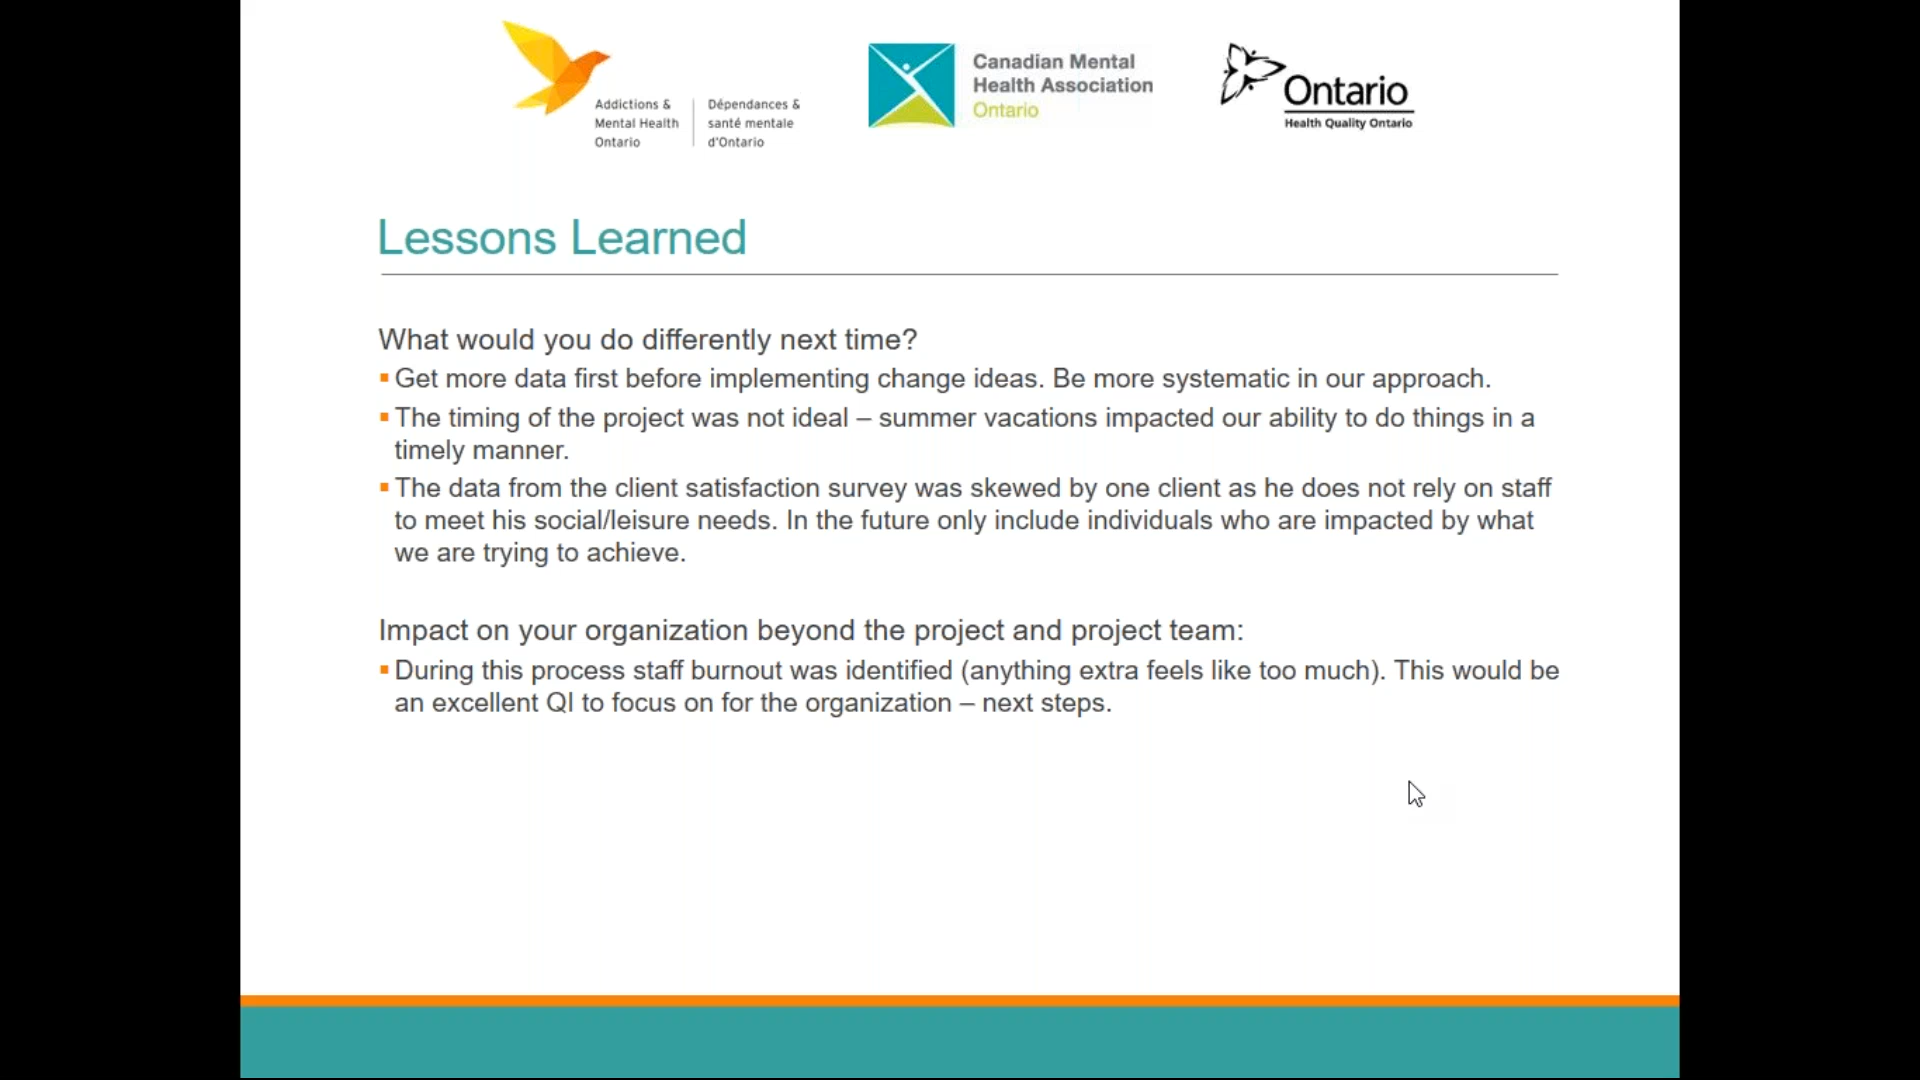 Addictions &
Mental Health
Ontario
Dépendances &
santé mentale
d'Ontario
Canadian Mental
Health Association
Ontario
Ontario
Health Quality Ontario
Lessons Learned
What would you do differently next time?
▪ Get more data first before implementing change ideas. Be more systematic in our approach.
▪ The timing of the project was not ideal – summer vacations impacted our ability to do things in a
timely manner.
▪ The data from the client satisfaction survey was skewed by one client as he does not rely on staff
to meet his social/leisure needs. In the future only include individuals who are impacted by what
we are trying to achieve.
Impact on your organization beyond the project and project team:
▪ During this process staff burnout was identified (anything extra feels like too much). This would be
an excellent QI to focus on for the organization – next steps.